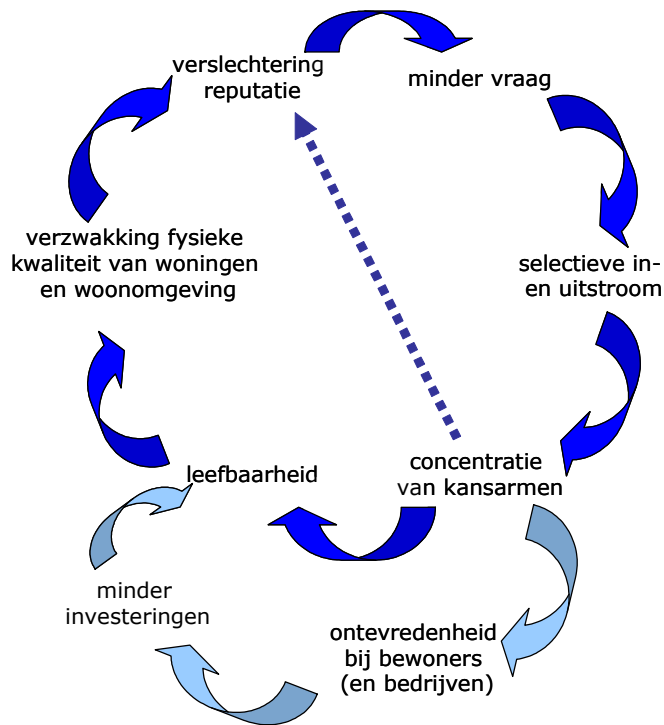 verslechtering
reputatie
minder vraag
selectieve in-
en uitstroom
concentratie
van kansarmen
ontevredenheid
bij bewoners
(en bedrijven)
minder
investeringen
leefbaarheid
verzwakking fysieke
kwaliteit van woningen
en woonomgeving